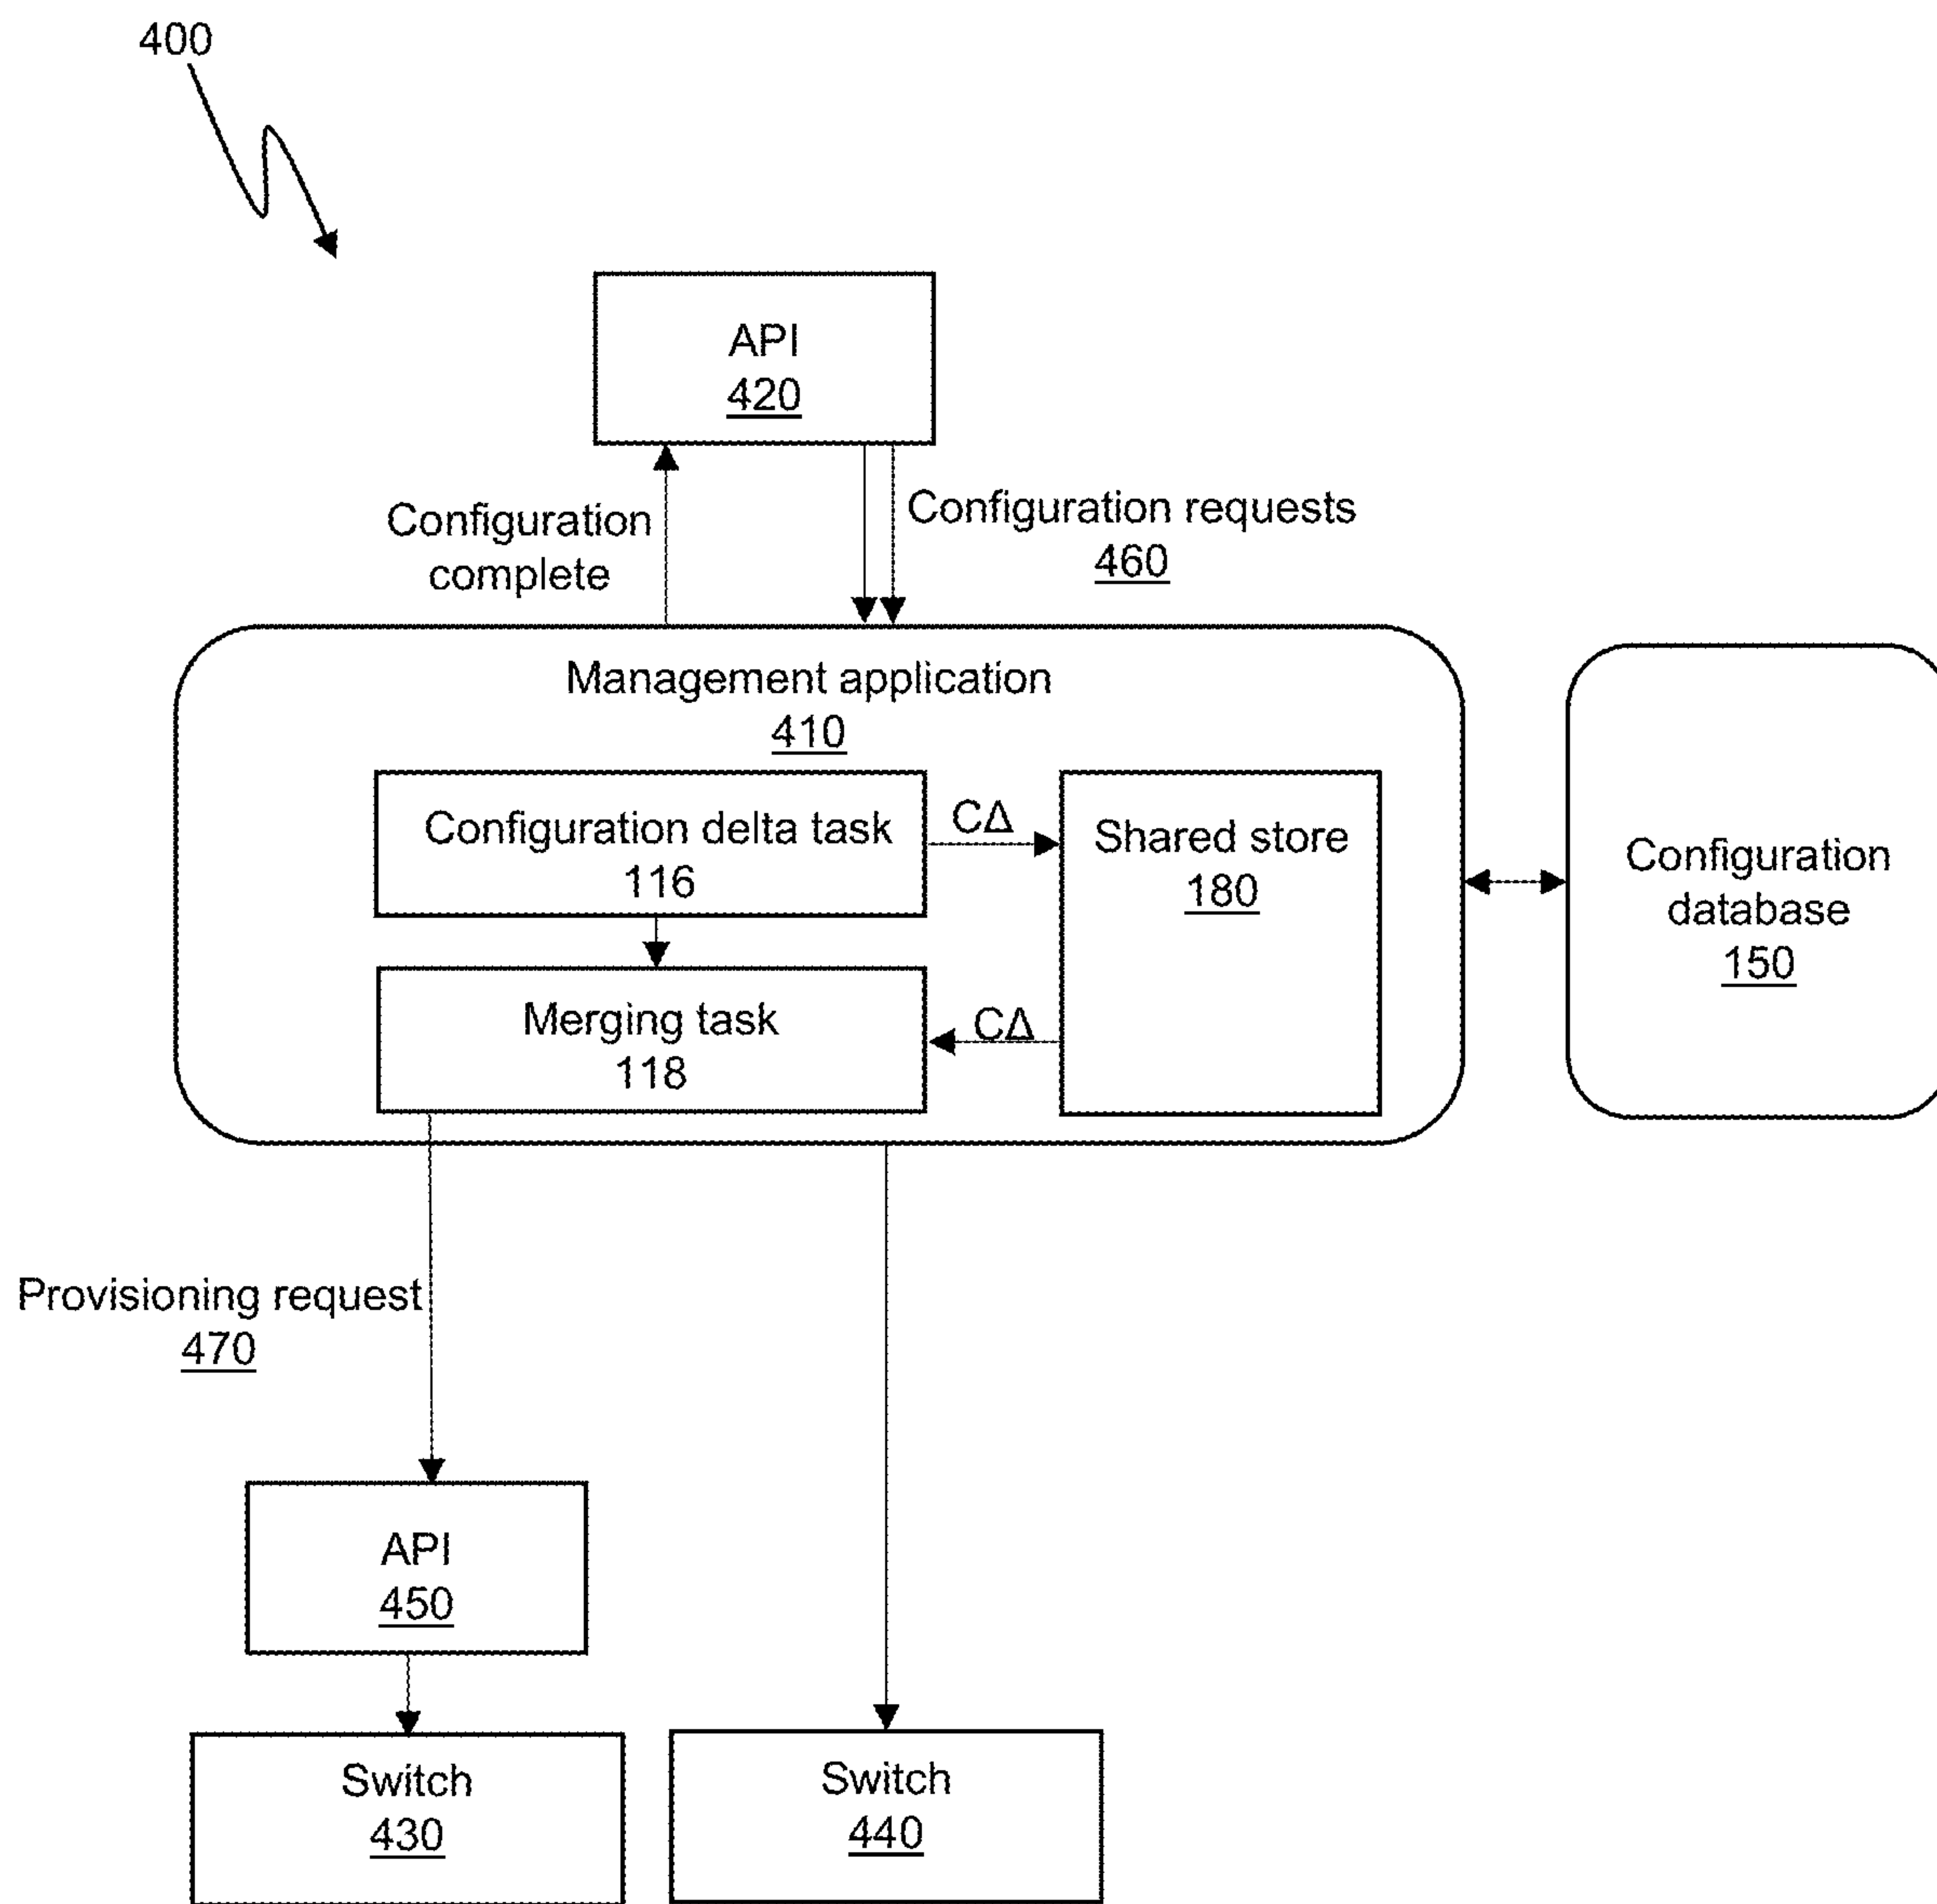 400
API
420
Configuration
complete
Configuration requests
460
Management application
410
Configuration delta task
116
CΔ
Shared store
180
Merging task
118
CΔ
Configuration
database
150
Provisioning request
470
API
450
Switch
430
Switch
440